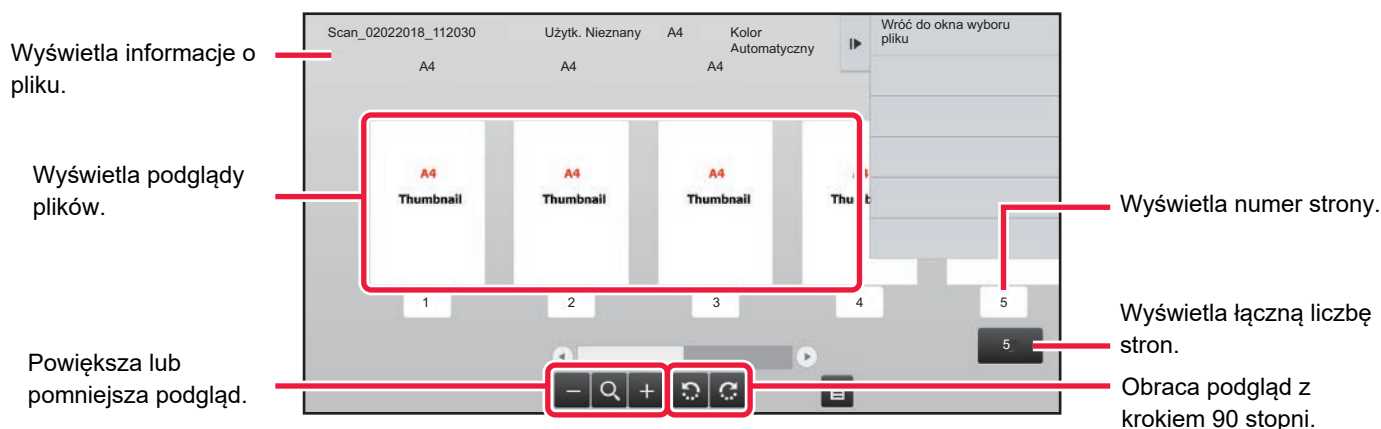 Scan_02022018_112030 Użytk. Nieznany A4 Kolor
Automatyczny
Wróć do okna wyboru
pliku
A4 A4 A4
Wyświetla informacje o
pliku.
Wyświetla podglądy
plików.
A4 A4 A4
Thumbnail Thumbnail Thumbnail
Wyświetla numer strony.
1 2 3 4 5
Wyświetla łączną liczbę
stron.
5
Powiększa lub
pomniejsza podgląd.
Obraca podgląd z
krokiem 90 stopni.